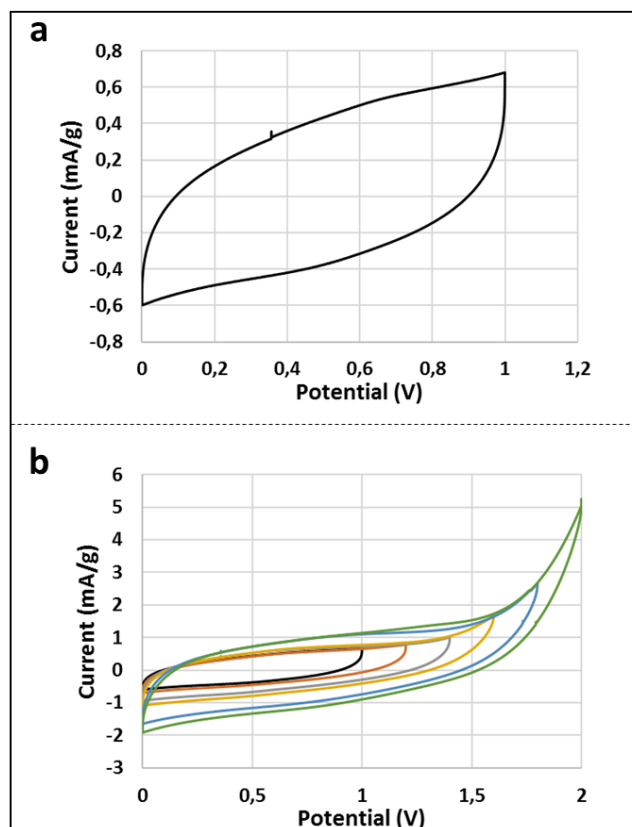 a
Current (mA/g)
0,8
0,6
0,4
0,2
0
-0,2
-0,4
-0,6
-0,8
0 0,2 0,4 0,6 0,8 1 1,2
Potential (V)
b
Current (mA/g)
6
5
4
3
2
1
0
-1
-2
-3
0 0,5 1 1,5 2
Potential (V)